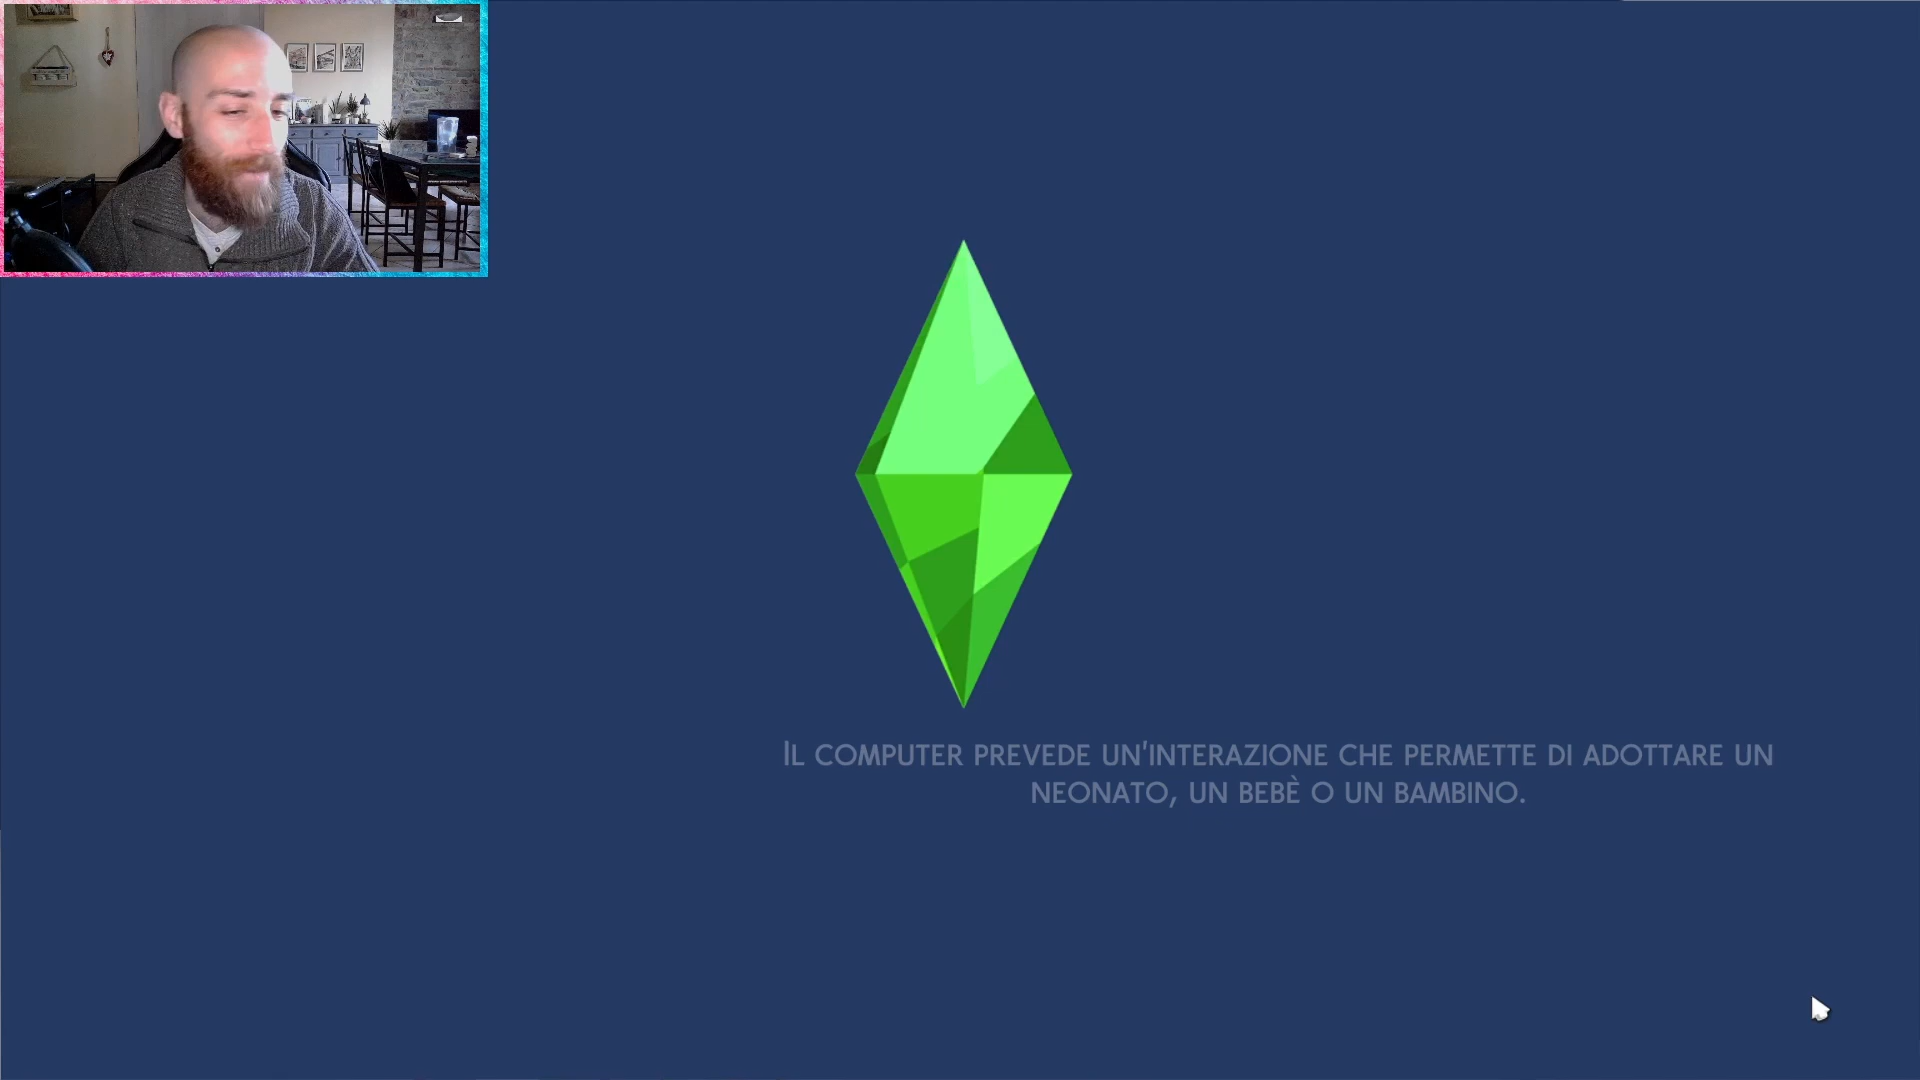 IL COMPUTER PREVEDE UN'INTERAZIONE CHE PERMETTE DI ADOTTARE UN
NEONATO, UN BEBÈ O UN BAMBINO.